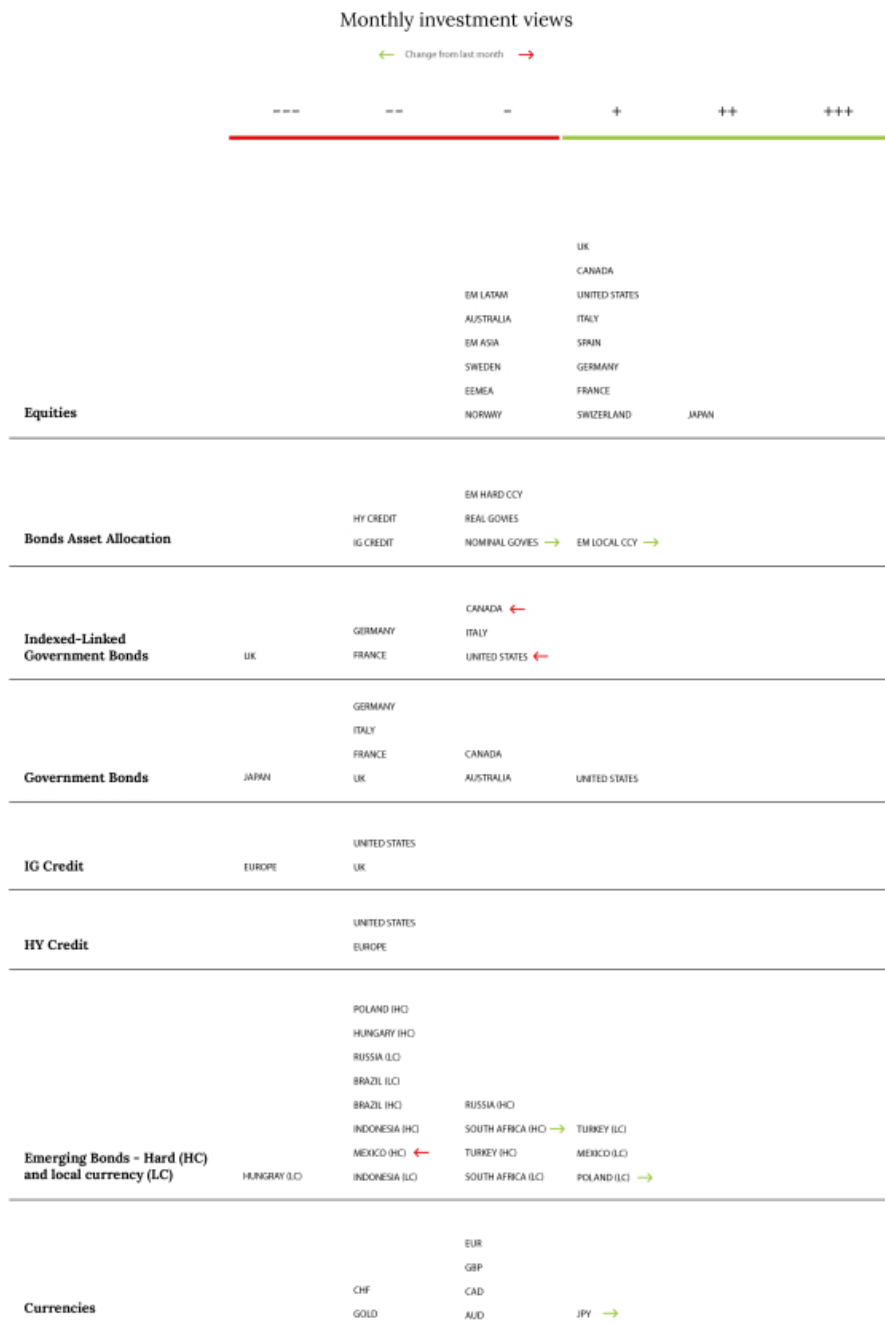 Monthly investment views
← Change from last month →
--- -- - + ++ +++
UK
CANADA
EM LATAM UNITED STATES
AUSTRALIA ITALY
EM ASIA SPAIN
SWEDEN GERMANY
EEMEA FRANCE
Equities NORWAY SWIZERLAND JAPAN
EM HARD CCY
HY CREDIT REAL GOVIES
Bonds Asset Allocation IG CREDIT NOMINAL GOVIES → EM LOCAL CCY →
CANADA ←
Indexed-Linked GERMANY ITALY
Government Bonds UK FRANCE UNITED STATES ←
GERMANY
ITALY
FRANCE CANADA
Government Bonds JAPAN UK AUSTRALIA UNITED STATES
UNITED STATES
IG Credit EUROPE UK
UNITED STATES
HY Credit EUROPE
POLAND (HC)
HUNGARY (HC)
RUSSIA (LC)
BRAZIL (LC)
BRAZIL (HC) RUSSIA (HC)
INDONESIA (HC) SOUTH AFRICA (HC) → TURKEY (LC)
Emerging Bonds - Hard (HC) MEXICO (HC) ← TURKEY (HC) MEXICO (LC)
and local currency (LC) HUNGRAY (LC) INDONESIA (LC) SOUTH AFRICA (LC) POLAND (LC) →
EUR
GBP
CHF CAD
Currencies GOLD AUD JPY →